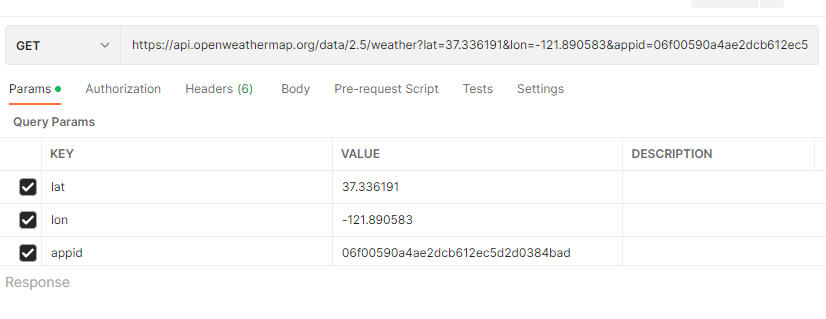 GET https://api.openweathermap.org/data/2.5/weather?lat=37.336191&lon=-121.890583&appid=06f00590a4ae2dcb612ec5
Params Authorization Headers (6) Body Pre-request Script Tests Settings
Query Params
KEY VALUE DESCRIPTION
lat 37.336191
lon -121.890583
appid 06f00590a4ae2dcb612ec5d2d0384bad
Response